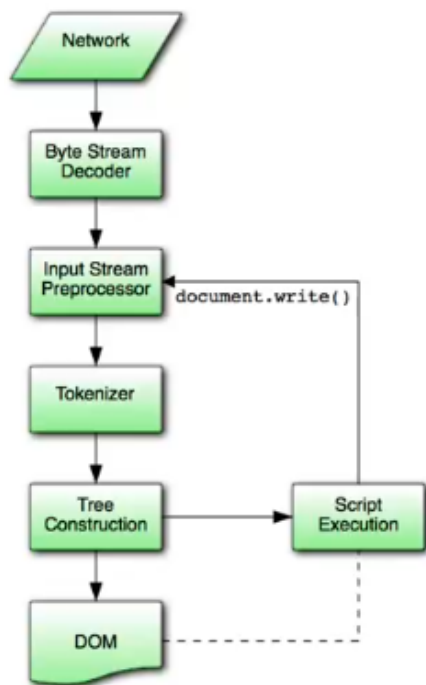 Network
Byte Stream
Decoder
Input Stream
Preprocessor
document.write()
Tokenizer
Tree
Construction
Script
Execution
DOM